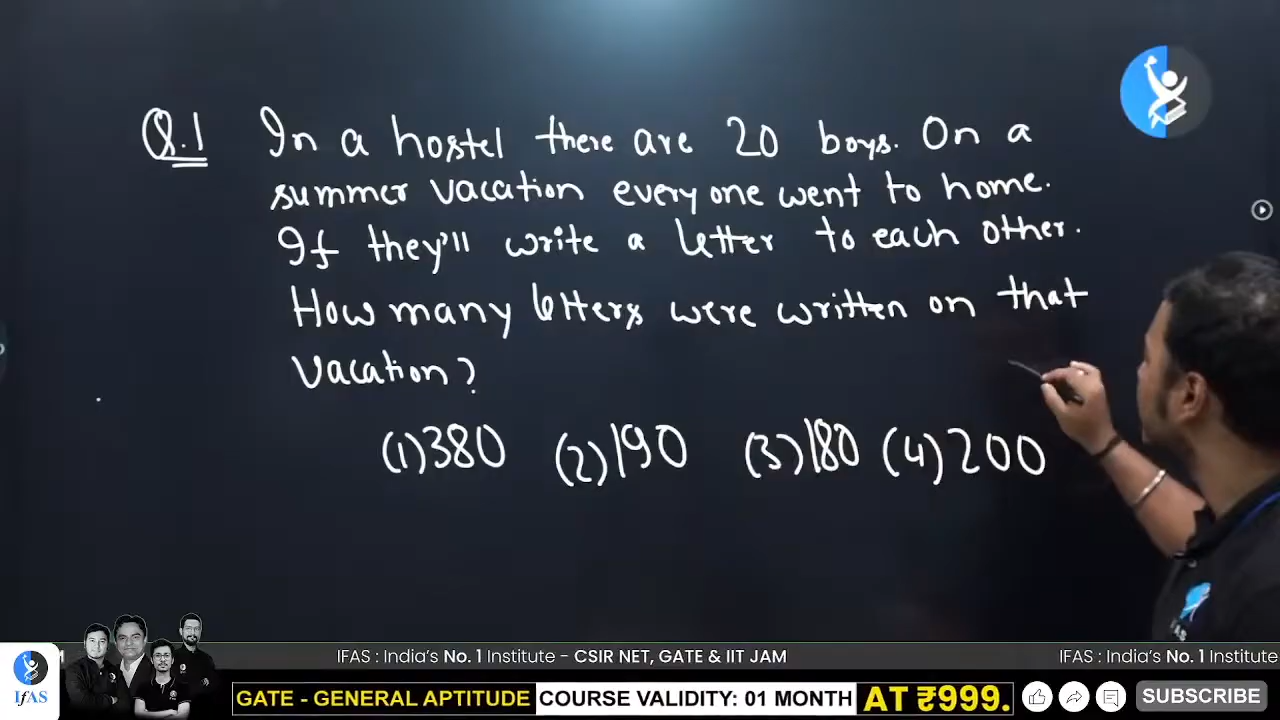 Q.1 In a hostel there are 20 boys. On a
summer vacation every one went to home.
If they'll write a letter to each other.
How many letters were written on that
vacation?
(1) 380 (2) 190 (3) 180 (4) 200
IFAS
IFAS : India's No. 1 Institute - CSIR NET, GATE & IIT JAM
IFAS : India's No. 1 Institute
IFAS
GATE - GENERAL APTITUDE COURSE VALIDITY: 01 MONTH AT ₹999.
SUBSCRIBE